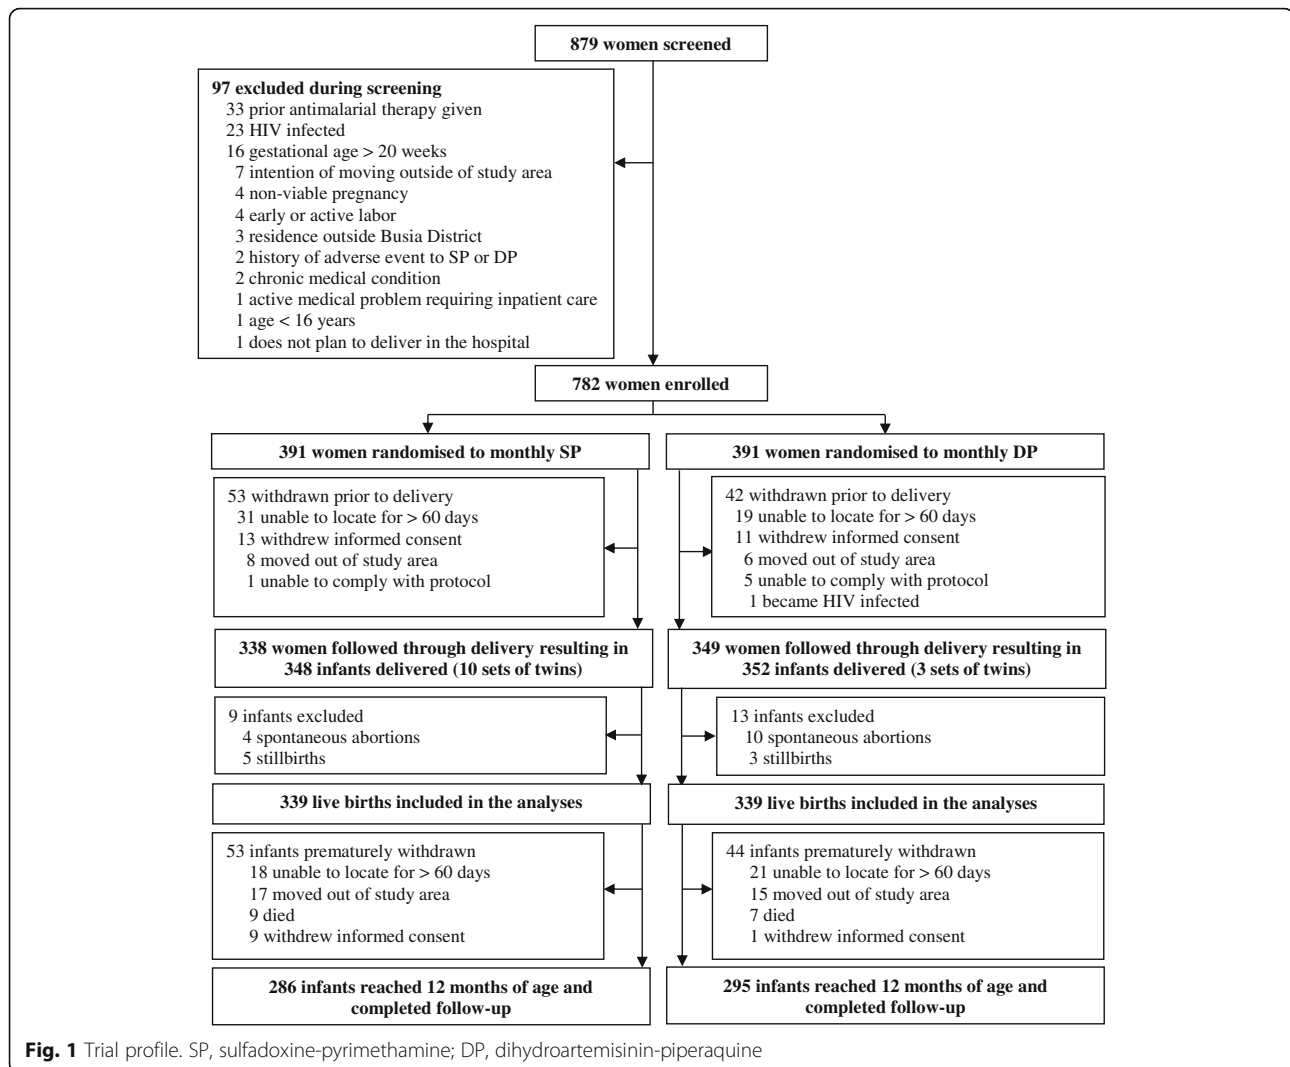 879 women screened
97 excluded during screening
33 prior antimalarial therapy given
23 HIV infected
16 gestational age > 20 weeks
7 intention of moving outside of study area
4 non-viable pregnancy
4 early or active labor
3 residence outside Busia District
2 history of adverse event to SP or DP
2 chronic medical condition
1 active medical problem requiring inpatient care
1 age < 16 years
1 does not plan to deliver in the hospital
782 women enrolled
391 women randomised to monthly SP
53 withdrawn prior to delivery
31 unable to locate for > 60 days
13 withdrew informed consent
8 moved out of study area
1 unable to comply with protocol
338 women followed through delivery resulting in
348 infants delivered (10 sets of twins)
9 infants excluded
4 spontaneous abortions
5 stillbirths
339 live births included in the analyses
53 infants prematurely withdrawn
18 unable to locate for > 60 days
17 moved out of study area
9 died
9 withdrew informed consent
286 infants reached 12 months of age and
completed follow-up
391 women randomised to monthly DP
42 withdrawn prior to delivery
19 unable to locate for > 60 days
11 withdrew informed consent
6 moved out of study area
5 unable to comply with protocol
1 became HIV infected
349 women followed through delivery resulting in
352 infants delivered (3 sets of twins)
13 infants excluded
10 spontaneous abortions
3 stillbirths
339 live births included in the analyses
44 infants prematurely withdrawn
21 unable to locate for > 60 days
15 moved out of study area
7 died
1 withdrew informed consent
295 infants reached 12 months of age and
completed follow-up
Fig. 1 Trial profile. SP, sulfadoxine-pyrimethamine; DP, dihydroartemisinin-piperaquine